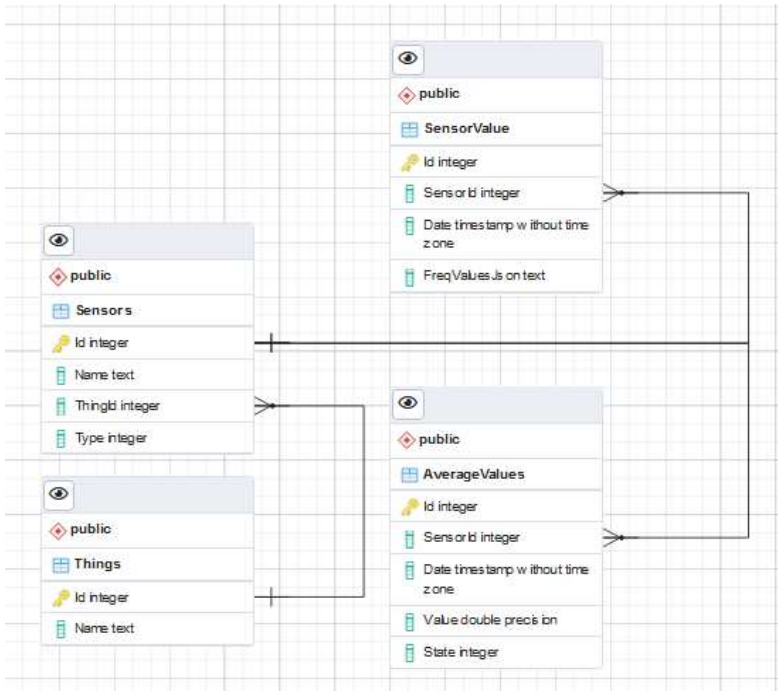 public
SensorValue
Id integer
SensorId integer
Date timestamp without time
zone
FreqValuesJson text
public
Sensors
Id integer
Name text
ThingId integer
Type integer
public
Things
Id integer
Name text
public
AverageValues
Id integer
SensorId integer
Date timestamp without time
zone
Value double precision
State integer